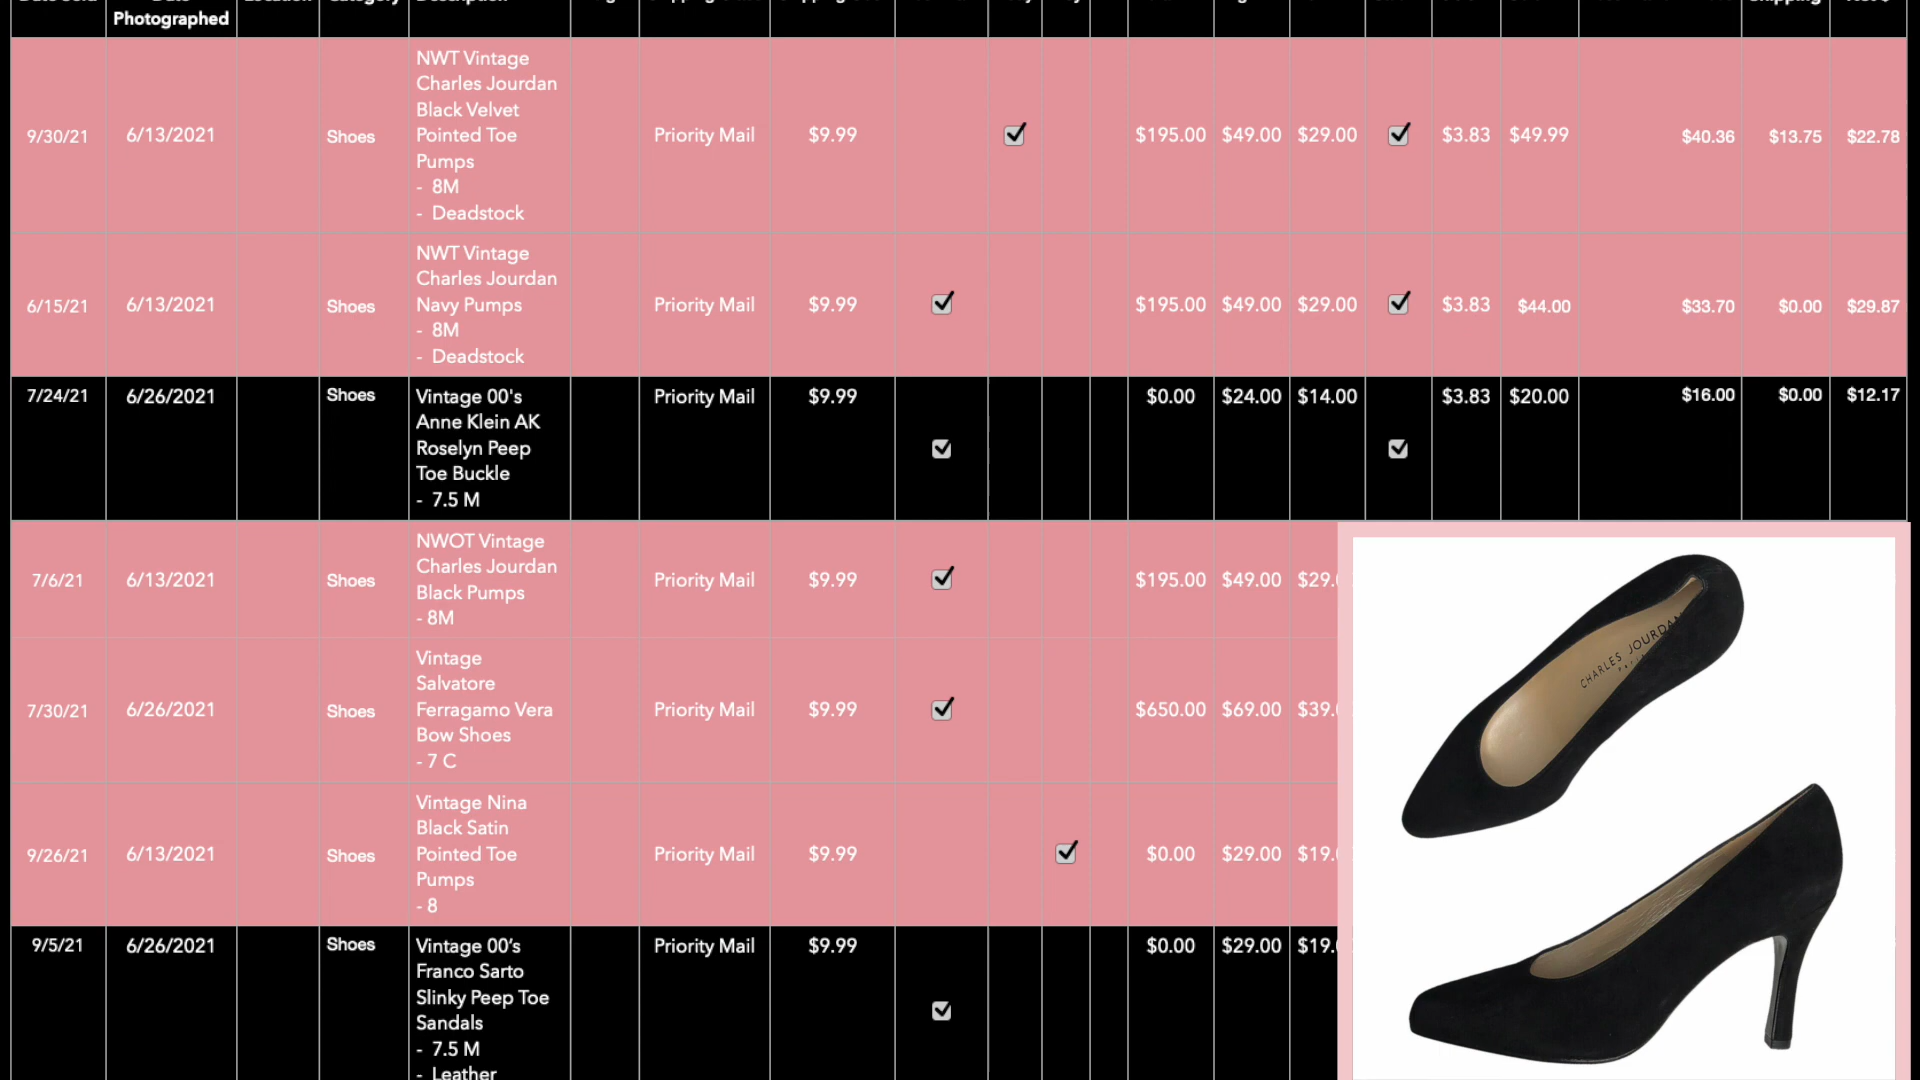 Photographed
NWT Vintage
Charles Jourdan
Black Velvet
Pointed Toe
Pumps
- 8M
- Deadstock
9/30/21 6/13/2021 Shoes Priority Mail $9.99 $195.00 $49.00 $29.00 $3.83 $49.99 $40.36 $13.75 $22.78
NWT Vintage
Charles Jourdan
Navy Pumps
- 8M
- Deadstock
6/15/21 6/13/2021 Shoes Priority Mail $9.99 $195.00 $49.00 $29.00 $3.83 $44.00 $33.70 $0.00 $29.87
7/24/21 6/26/2021 Shoes Vintage 00's Priority Mail $9.99 $0.00 $24.00 $14.00 $3.83 $20.00 $16.00 $0.00 $12.17
Anne Klein AK
Roselyn Peep
Toe Buckle
- 7.5 M
NWOT Vintage
Charles Jourdan
Black Pumps
- 8M
7/6/21 6/13/2021 Shoes Priority Mail $9.99 $195.00 $49.00 $29.
Vintage
Salvatore
Ferragamo Vera
Bow Shoes
- 7 C
7/30/21 6/26/2021 Shoes Priority Mail $9.99 $650.00 $69.00 $39.
Vintage Nina
Black Satin
Pointed Toe
Pumps
- 8
9/26/21 6/13/2021 Shoes Priority Mail $9.99 $0.00 $29.00 $19.
9/5/21 6/26/2021 Shoes Vintage 00’s Priority Mail $9.99 $0.00 $29.00 $19.
Franco Sarto
Slinky Peep Toe
Sandals
- 7.5 M
- Leather
CHARLES JOURDAN